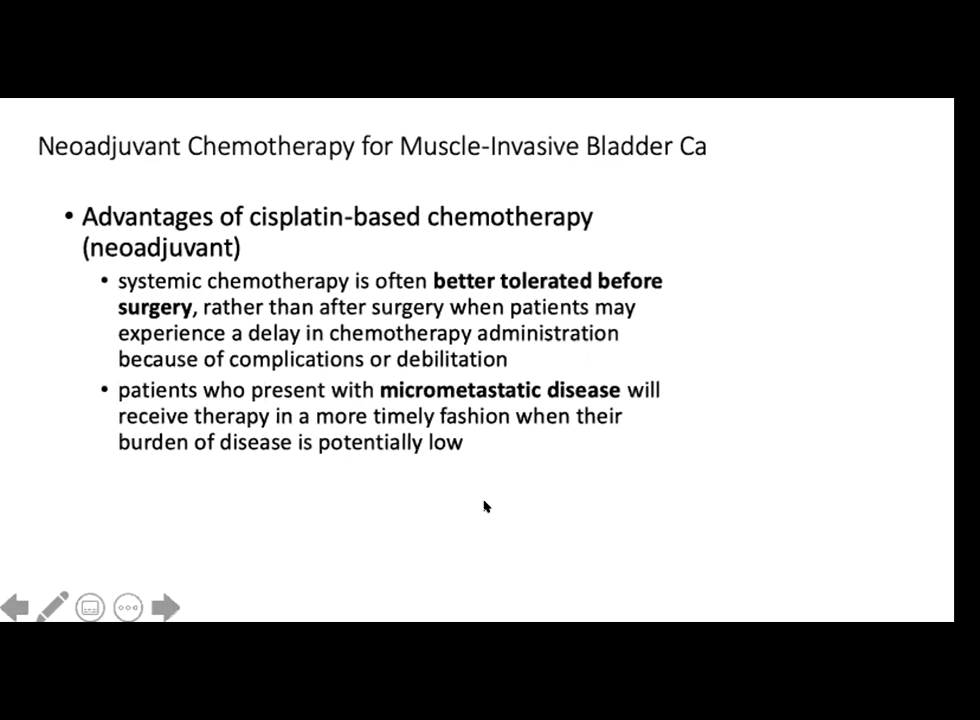 Neoadjuvant Chemotherapy for Muscle-Invasive Bladder Ca
• Advantages of cisplatin-based chemotherapy
(neoadjuvant)
• systemic chemotherapy is often better tolerated before
surgery, rather than after surgery when patients may
experience a delay in chemotherapy administration
because of complications or debilitation
• patients who present with micrometastatic disease will
receive therapy in a more timely fashion when their
burden of disease is potentially low